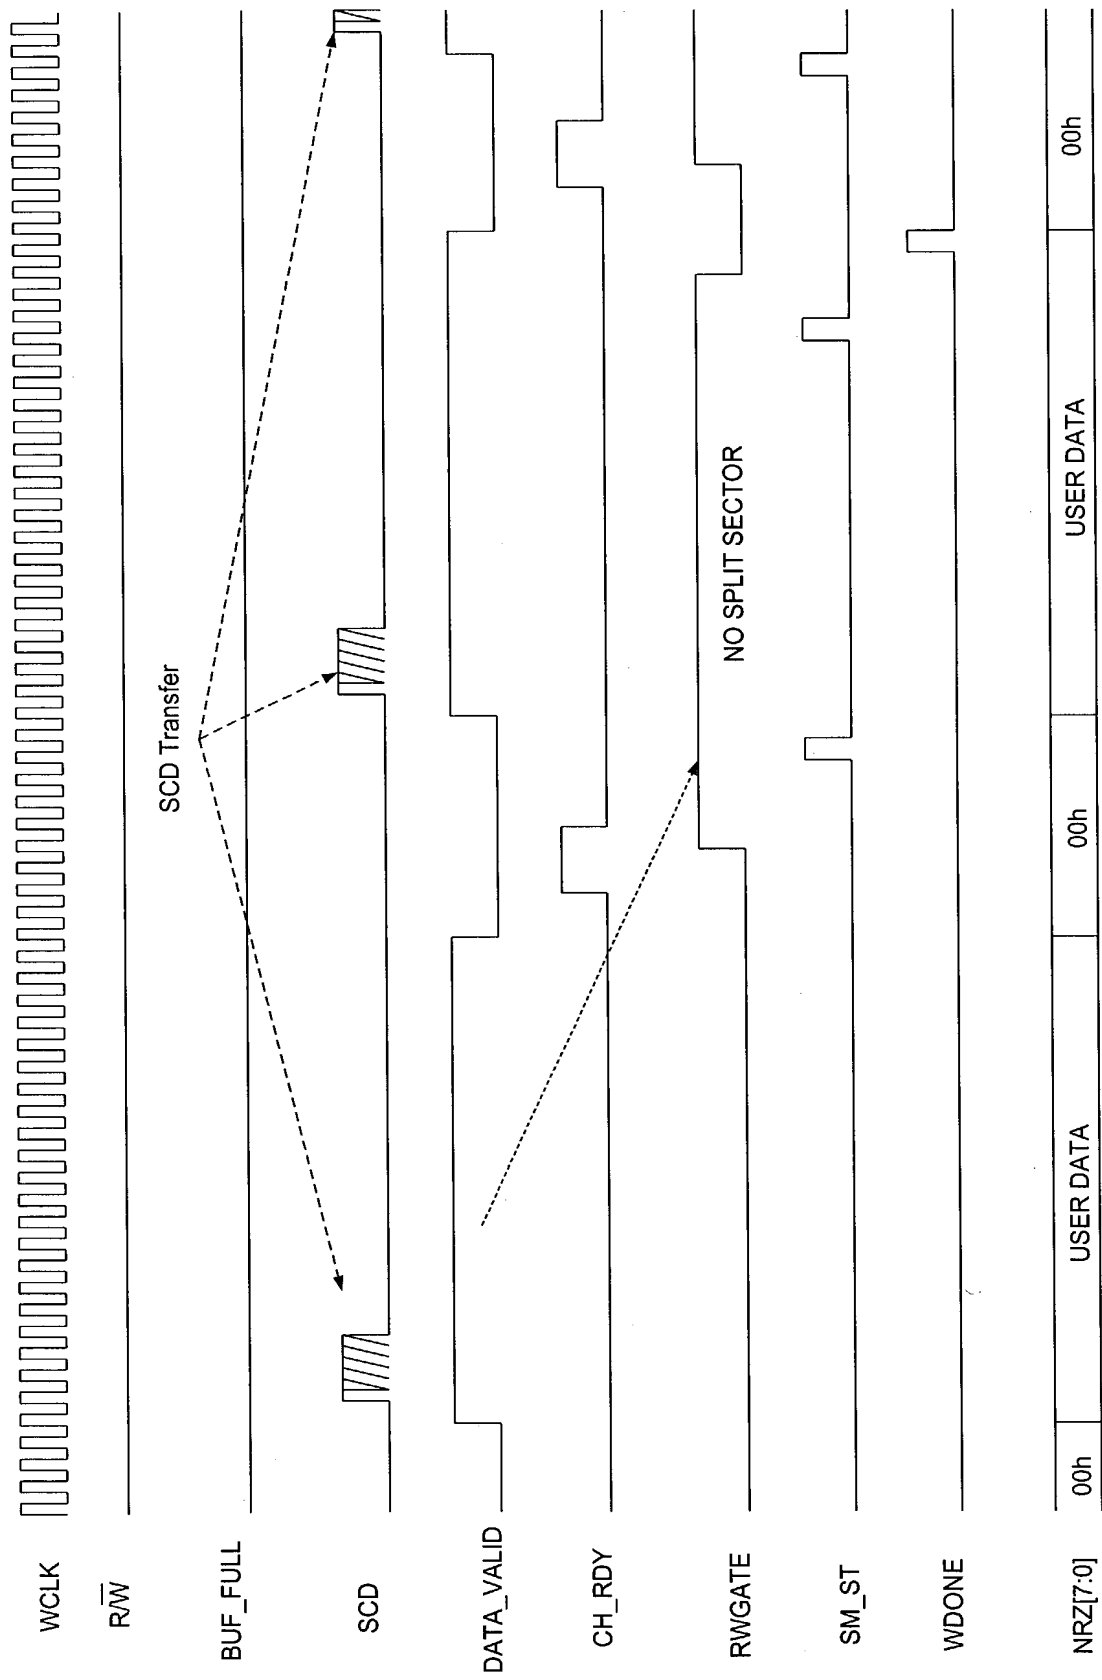 WCLK
R/W̅
BUF_FULL
SCD
SCD Transfer
DATA_VALID
CH_RDY
RWGATE
NO SPLIT SECTOR
SM_ST
WDONE
NRZ[7:0]
00h
USER DATA
00h
USER DATA
00h